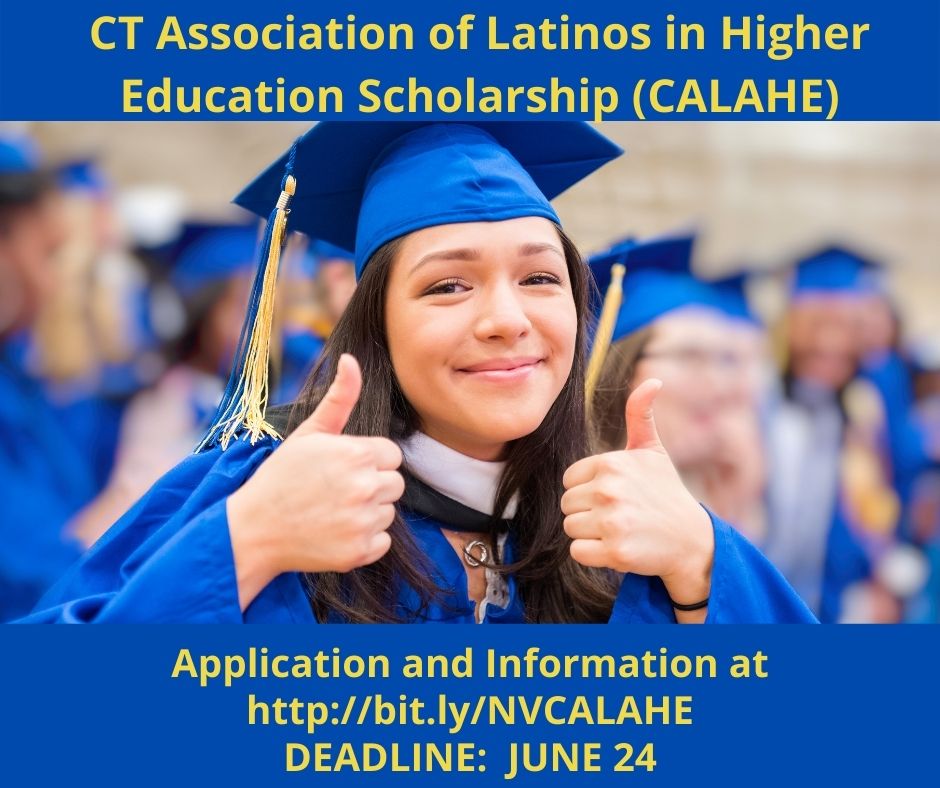 CT Association of Latinos in Higher
Education Scholarship (CALAHE)
Application and Information at
http://bit.ly/NVCALAHE
DEADLINE: JUNE 24